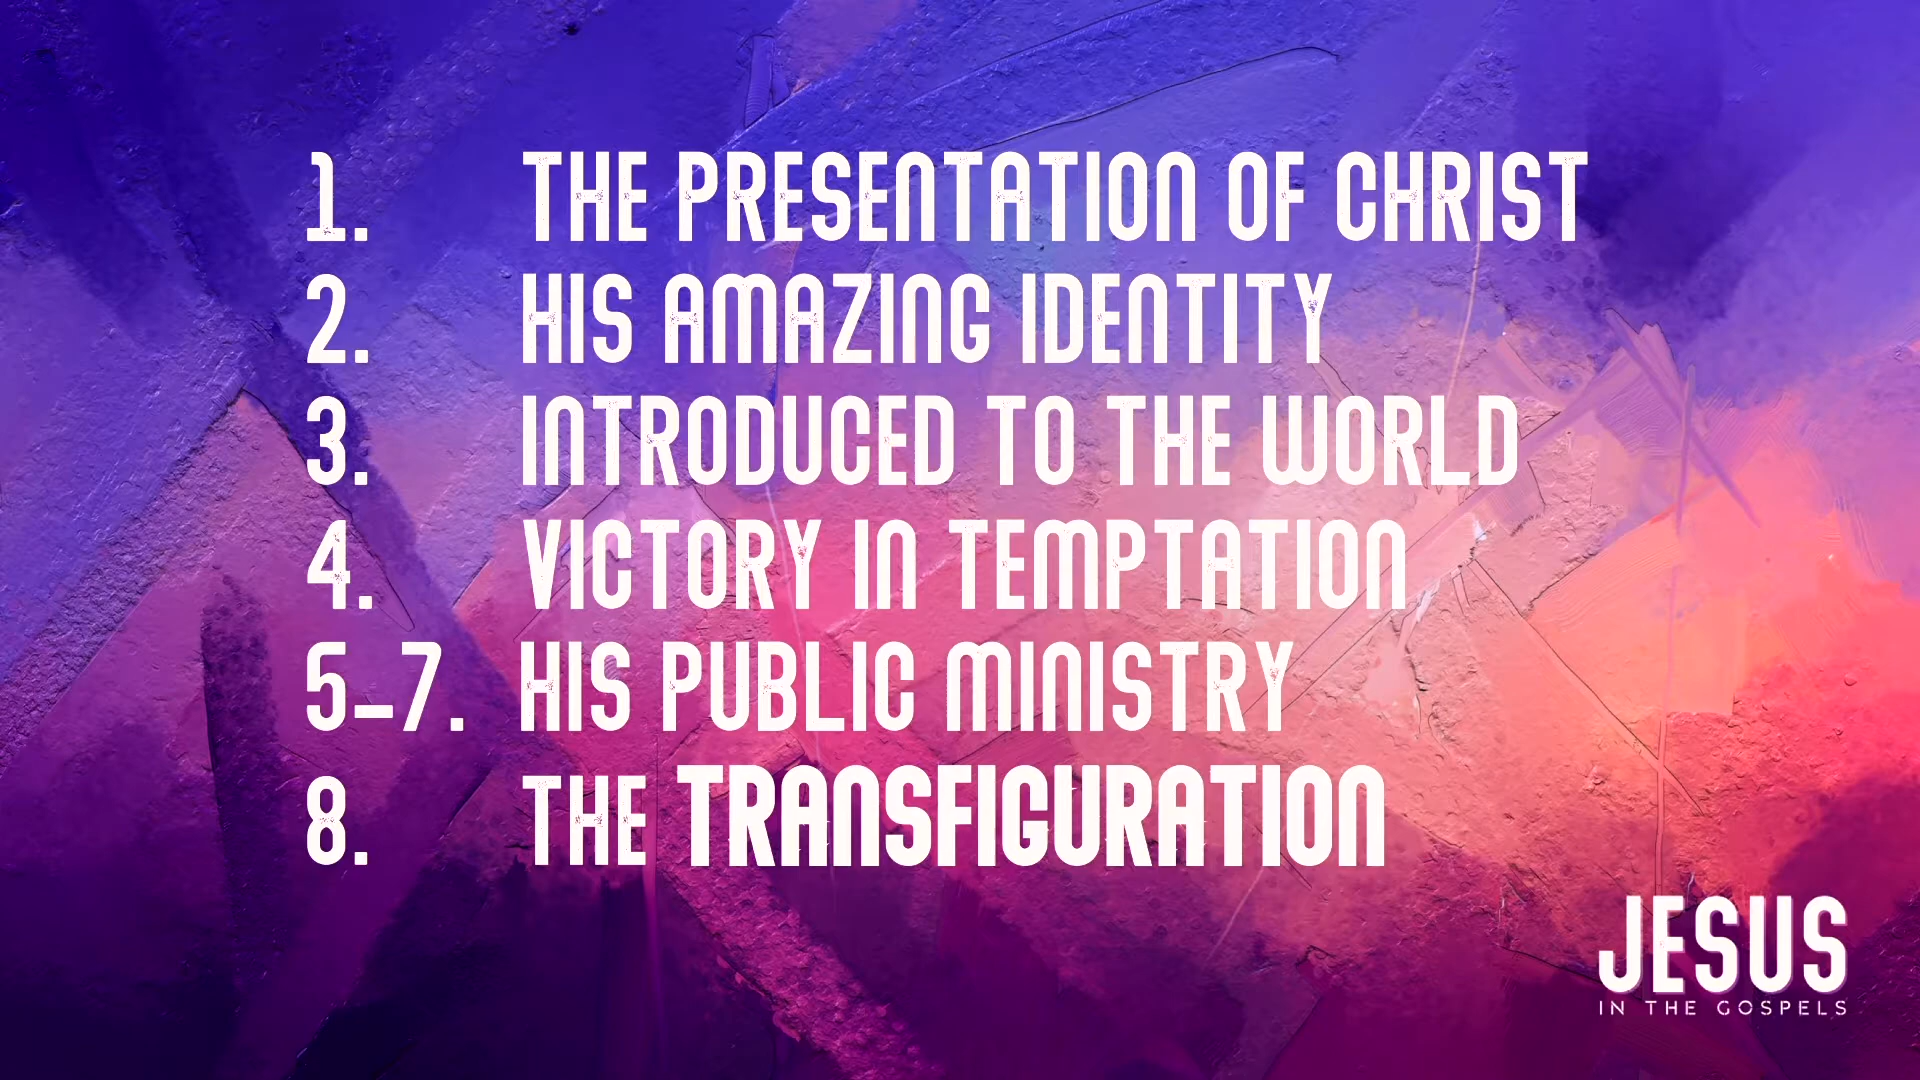 1. THE PRESENTATION OF CHRIST
2. HIS AMAZING IDENTITY
3. INTRODUCED TO THE WORLD
4. VICTORY IN TEMPTATION
5-7. HIS PUBLIC MINISTRY
8. THE TRANSFIGURATION
JESUS
IN THE GOSPELS